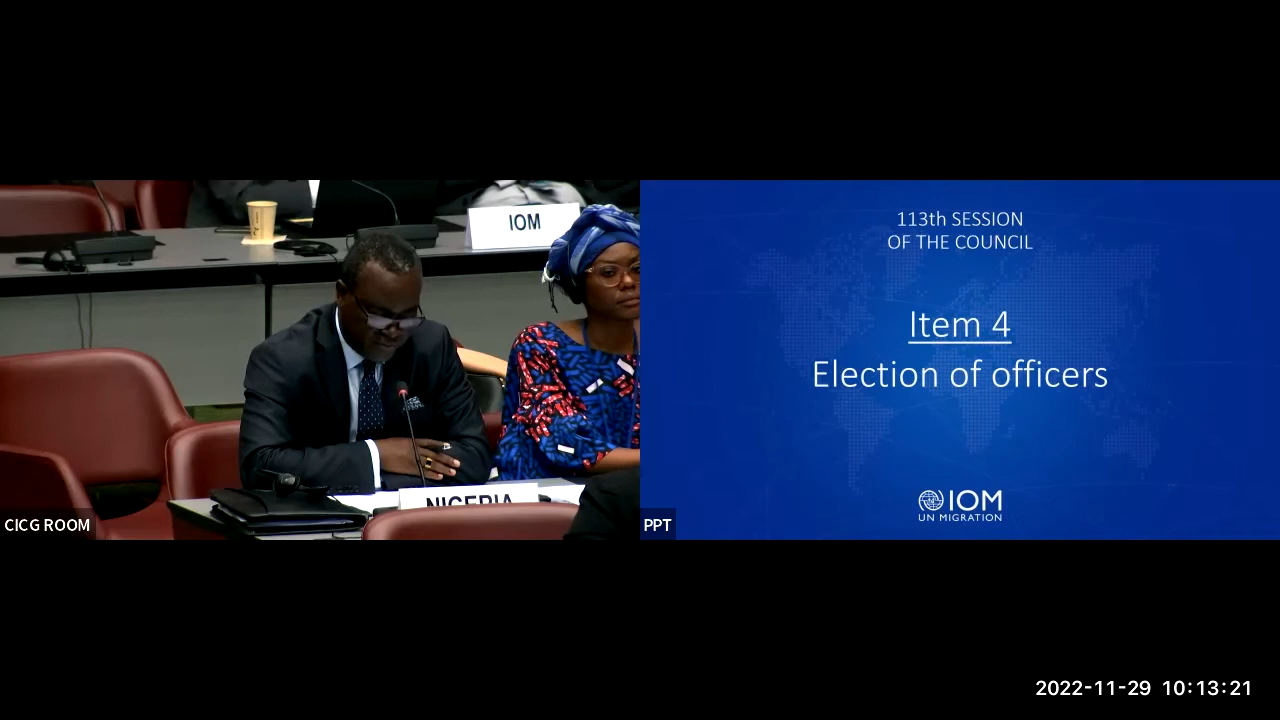 IOM
NIGERIA
CICG ROOM
113th SESSION
OF THE COUNCIL
Item 4
Election of officers
IOM
UN MIGRATION
PPT
2022-11-29 10:13:21